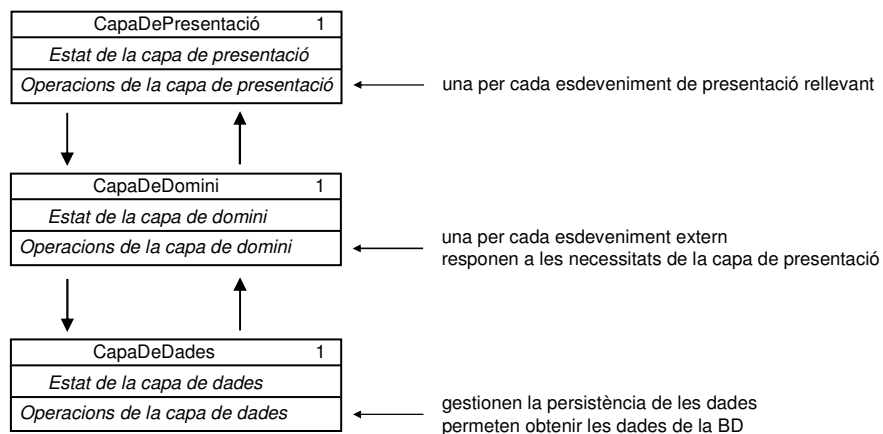 CapaDePresentació 1
Estat de la capa de presentació
Operacions de la capa de presentació
una per cada esdeveniment de presentació rellevant
CapaDeDomini 1
Estat de la capa de domini
Operacions de la capa de domini
una per cada esdeveniment extern
responen a les necessitats de la capa de presentació
CapaDeDades 1
Estat de la capa de dades
Operacions de la capa de dades
gestionen la persistència de les dades
permeten obtenir les dades de la BD